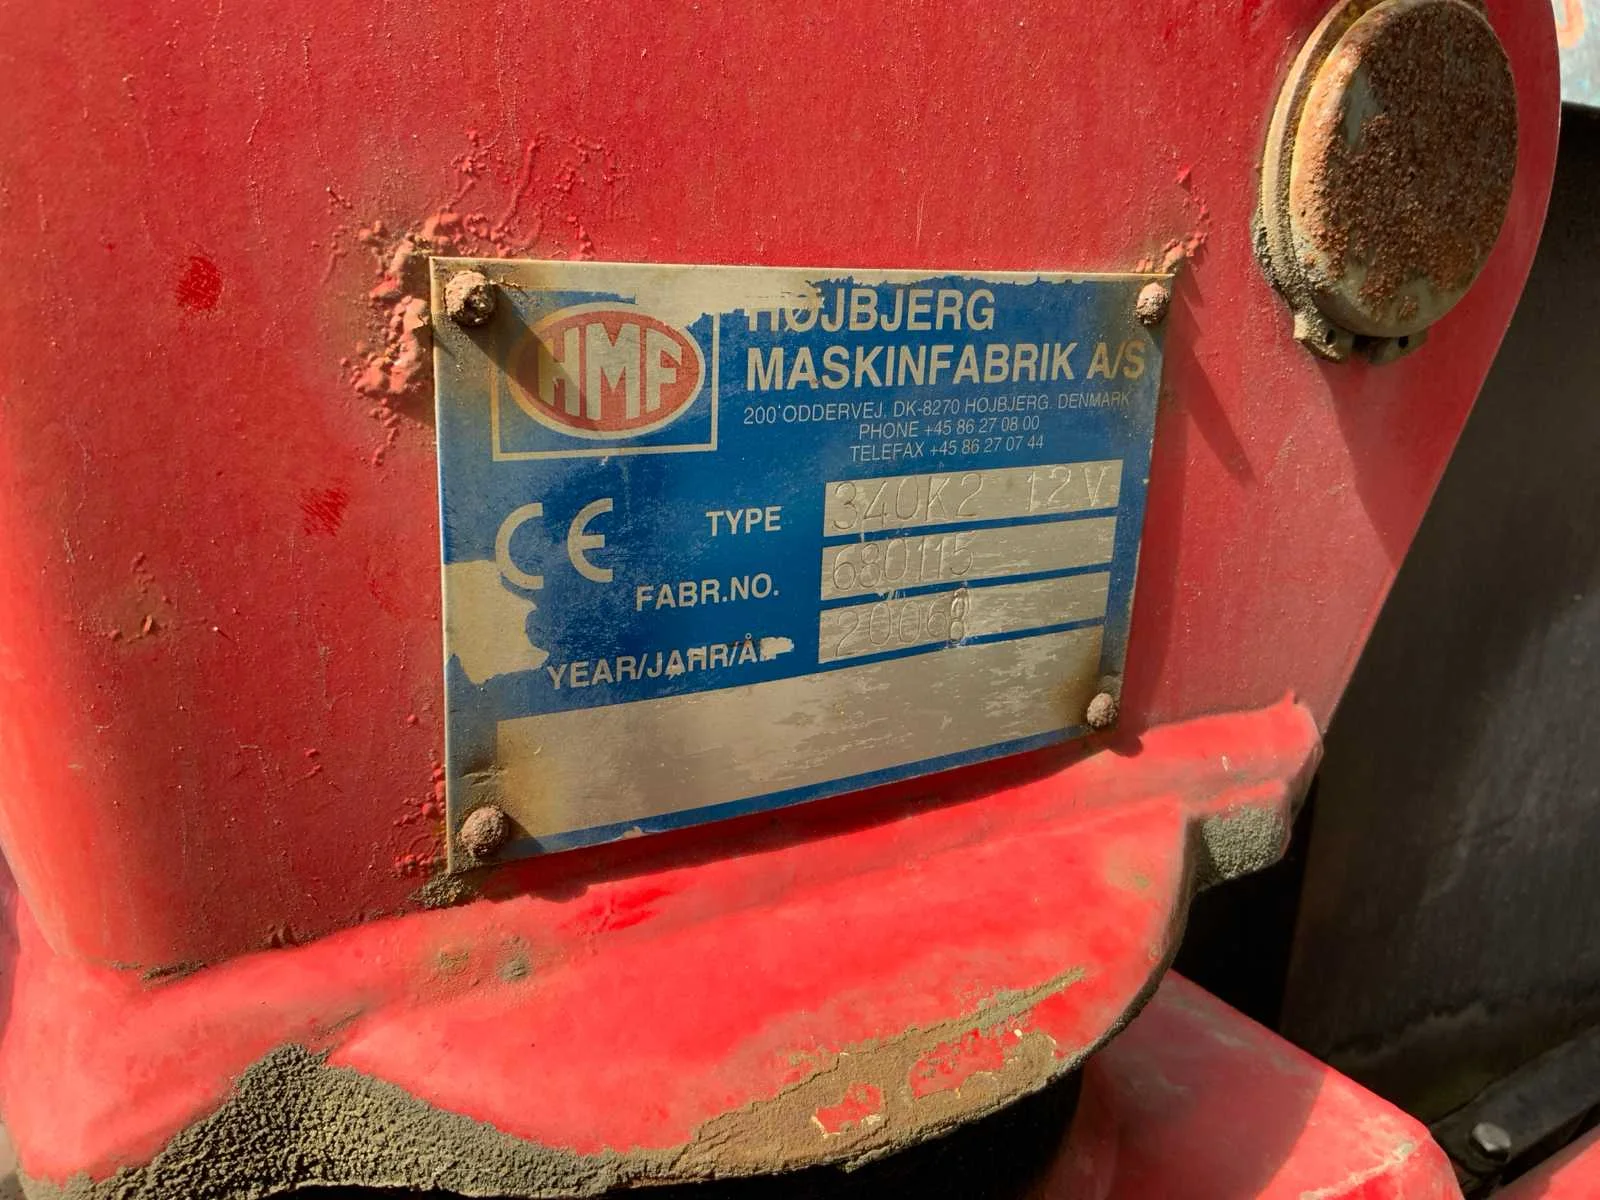 HMF
HØJBJERG
MASKINFABRIK A/S
200 ODDERVEJ, DK-8270 HØJBJERG. DENMARK
PHONE +45 86 27 08 00
TELEFAX +45 86 27 07 44
CE
TYPE 340K2 12V
FABR.NO. 680115
YEAR/JAHR/ÅR